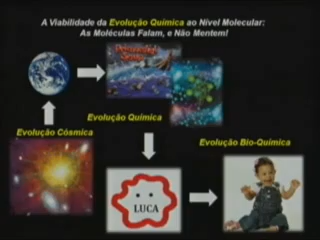 A Viabilidade da Evolução Química ao Nível Molecular:
As Moléculas Falam, e Não Mentem!
Evolução Química
Evolução Cósmica
Evolução Bio-Química
LUCA